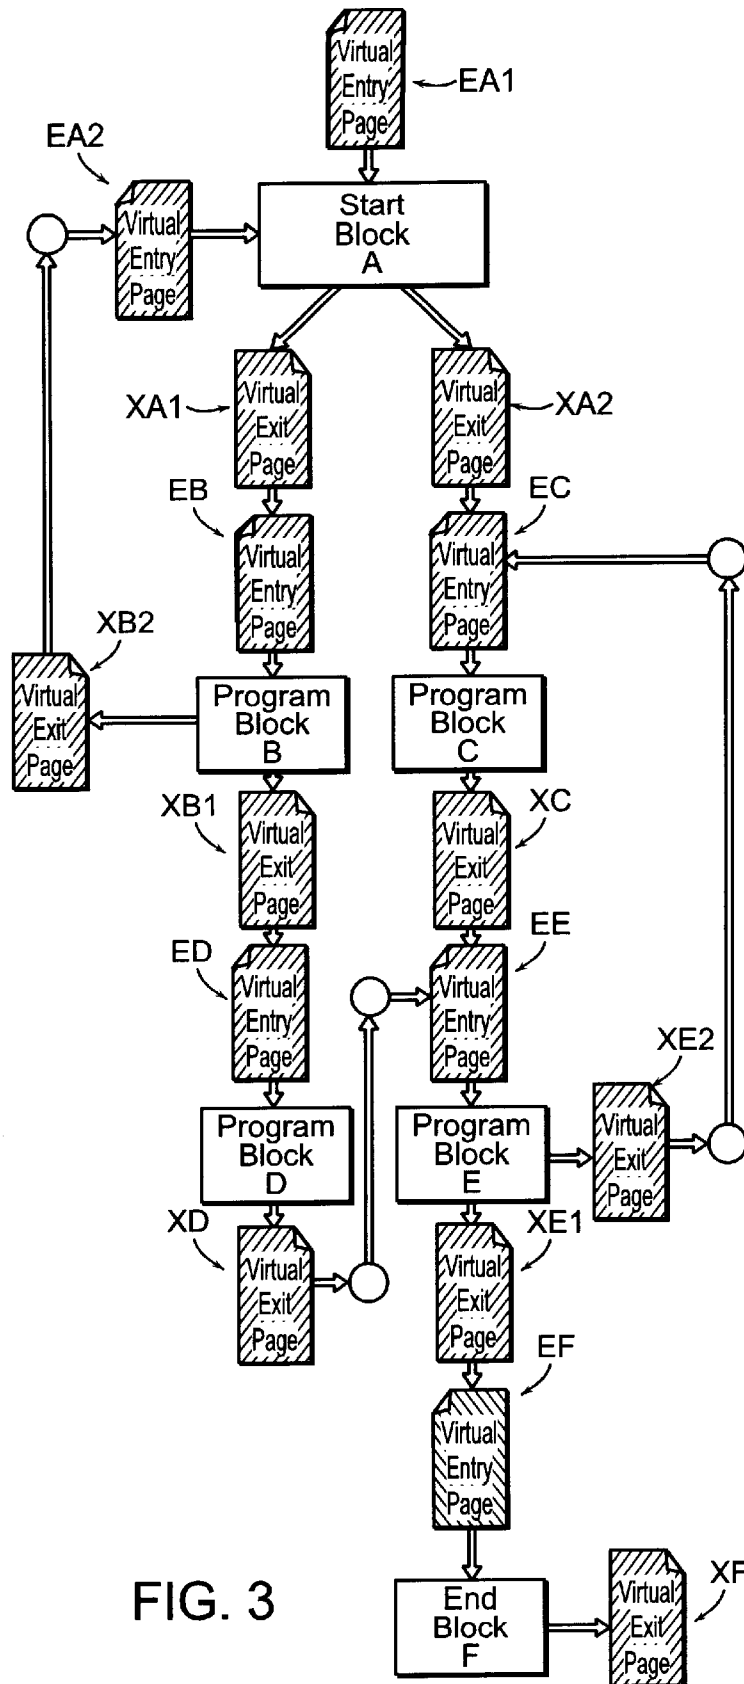 Virtual
Entry
Page
EA1
EA2
Virtual
Entry
Page
Start
Block
A
XA1
Virtual
Exit
Page
Virtual
Exit
Page
XA2
EB
Virtual
Entry
Page
EC
Virtual
Entry
Page
XB2
Virtual
Exit
Page
Program
Block
B
Program
Block
C
XB1
Virtual
Exit
Page
XC
Virtual
Exit
Page
ED
Virtual
Entry
Page
EE
Virtual
Entry
Page
XE2
Virtual
Exit
Page
Program
Block
D
Program
Block
E
XD
Virtual
Exit
Page
XE1
Virtual
Exit
Page
EF
Virtual
Entry
Page
FIG. 3
End
Block
F
Virtual
Exit
Page
XF